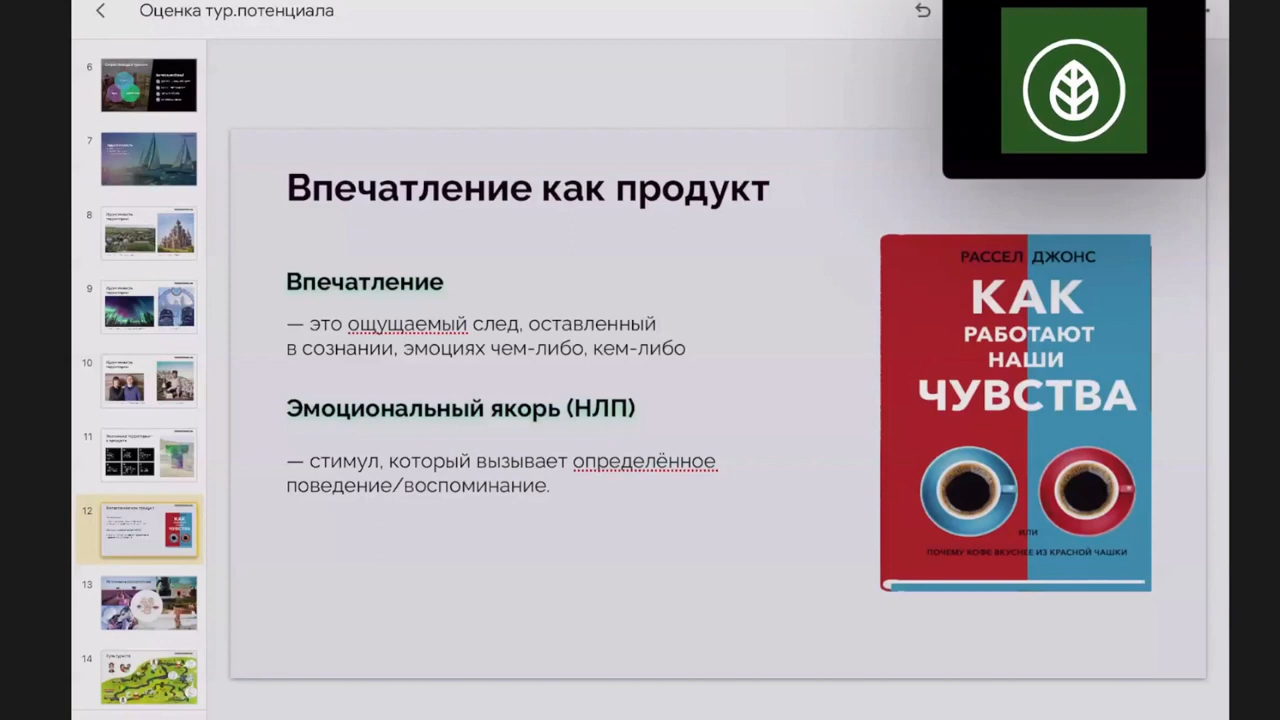 Оценка тур.потенциала
6
7
8
9
10
11
12
13
14
Впечатление как продукт
Впечатление
— это ощущаемый след, оставленный
в сознании, эмоциях чем-либо, кем-либо
Эмоциональный якорь (НЛП)
— стимул, который вызывает определённое
поведение/воспоминание.
РАССЕЛ ДЖОНС
КАК
РАБОТАЮТ
НАШИ
ЧУВСТВА
ИЛИ
ПОЧЕМУ КОФЕ ВКУСНЕЕ ИЗ КРАСНОЙ ЧАШКИ